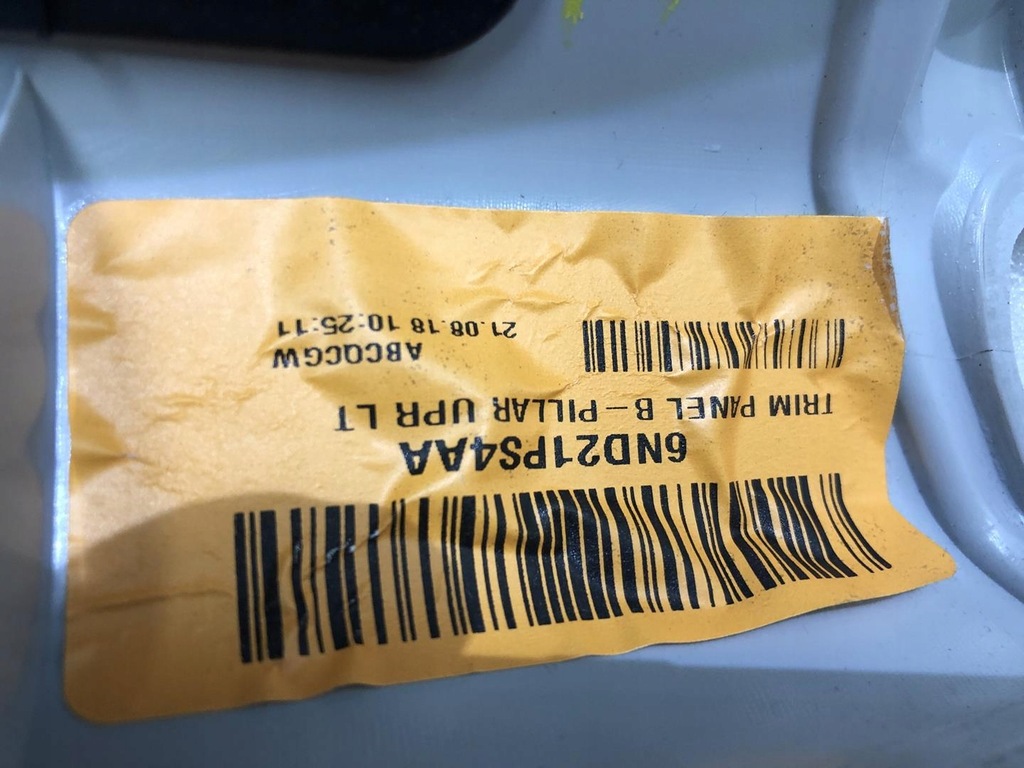 6ND21PS4AA
TRIM PANEL B-PILLAR UPR LT
ABCQCGW
21.08.18 10:25:11